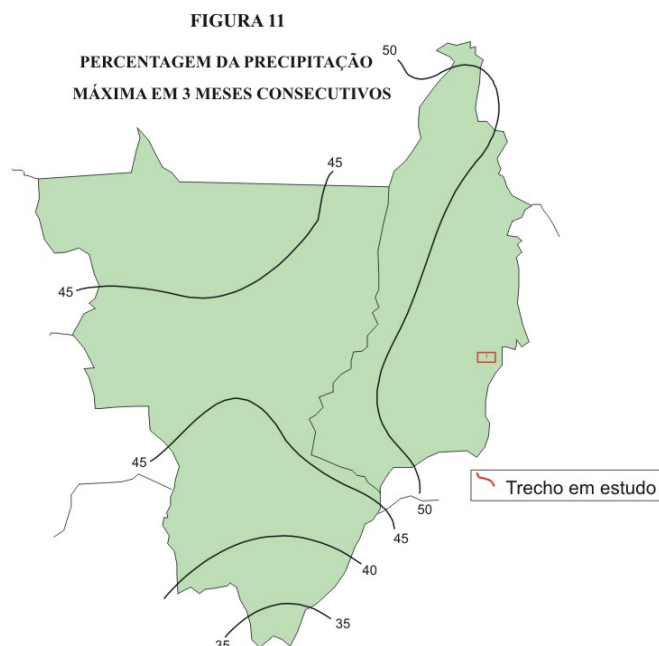 FIGURA 11
PERCENTAGEM DA PRECIPITAÇÃO
MÁXIMA EM 3 MESES CONSECUTIVOS
50
45
45
45
Trecho em estudo
50
45
40
35
35